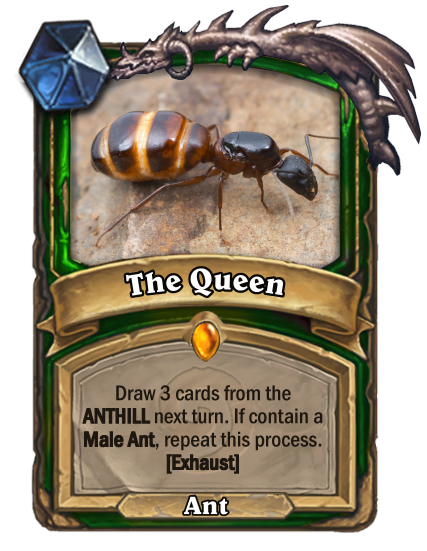 The Queen
Draw 3 cards from the
ANTHILL next turn. If contain a
Male Ant, repeat this process.
[Exhaust]
Ant